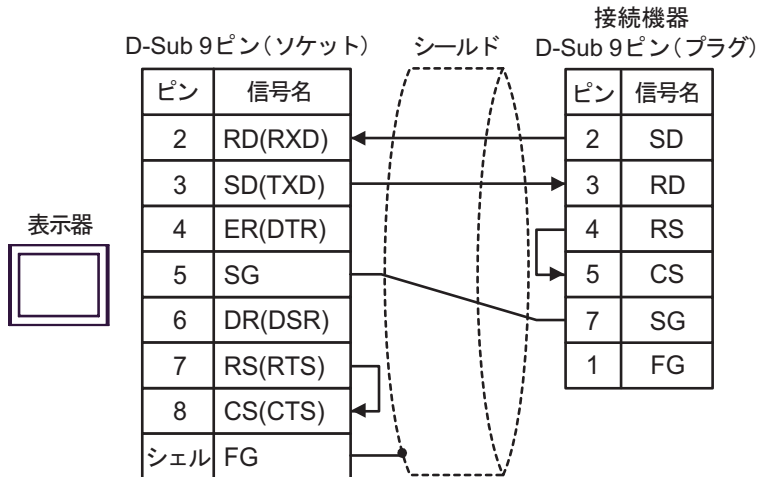 接続機器
D-Sub 9ピン（ソケット） シールド D-Sub 9ピン（プラグ）
ピン 信号名 ピン 信号名
2 RD(RXD) 2 SD
3 SD(TXD) 3 RD
表示器 4 ER(DTR) 4 RS
5 SG 5 CS
6 DR(DSR) 7 SG
7 RS(RTS) 1 FG
8 CS(CTS)
シェル FG